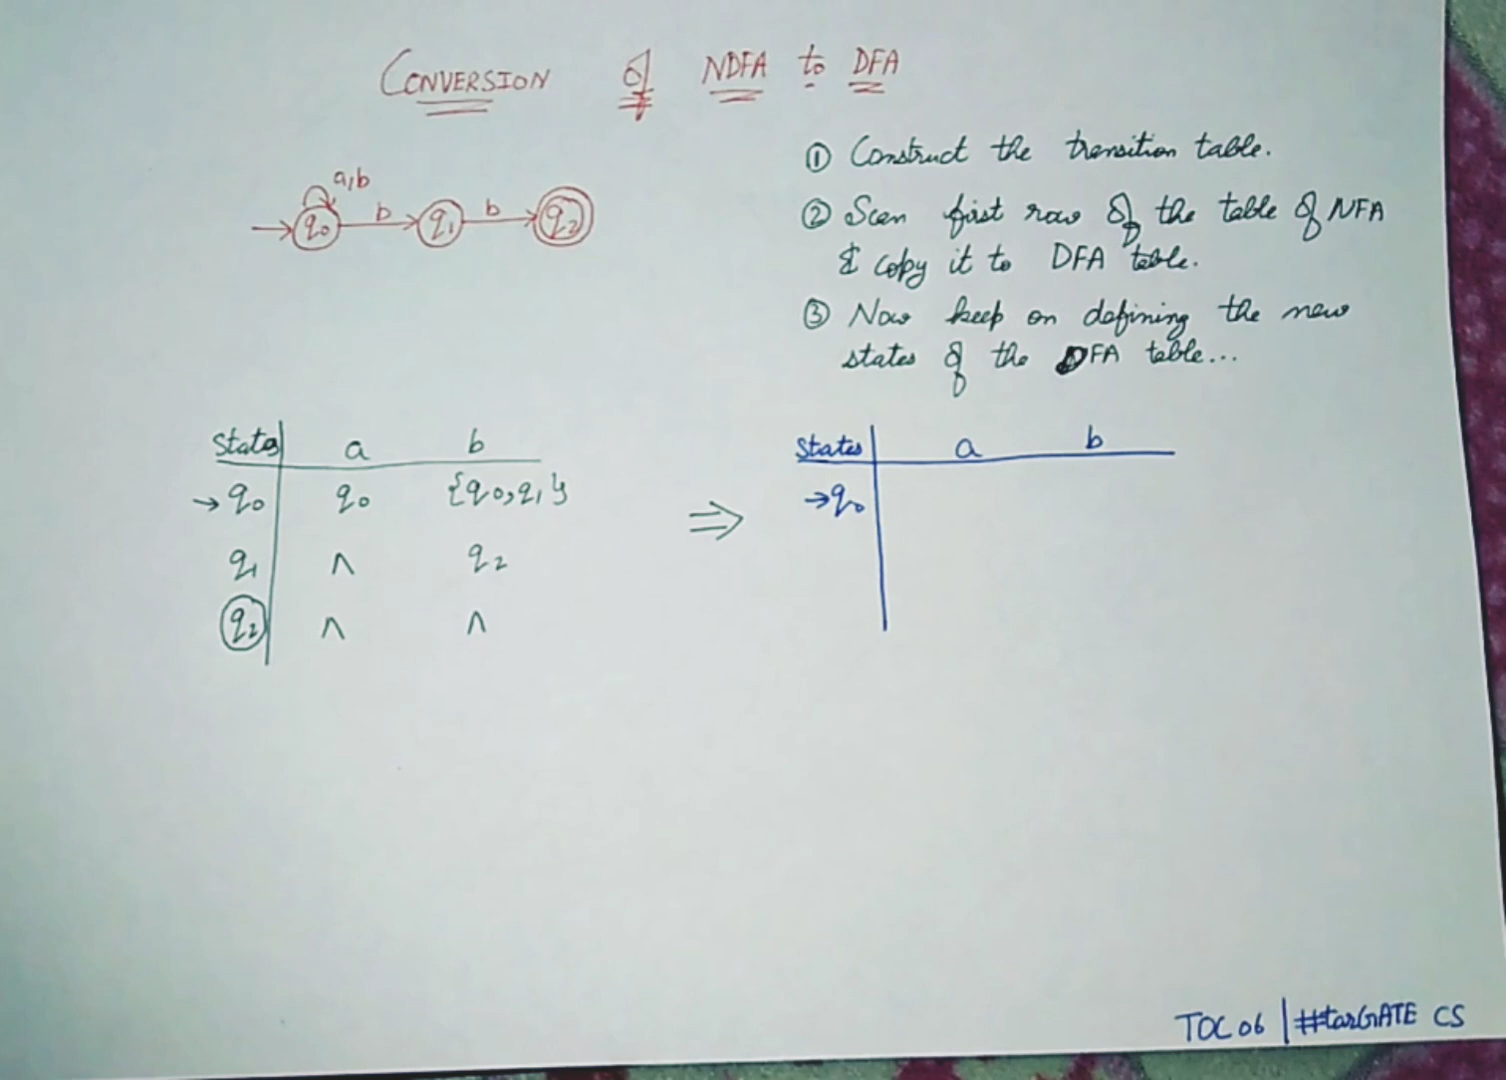 CONVERSION of NDFA to DFA
a,b
q0 b q1 b q2
① Construct the transition table.
② Scan first row of the table of NFA
& copy it to DFA table.
③ Now keep on defining the new
states of the DFA table...
States a b
→q0 q0 {q0,q1}
q1 ∧ q2
q2 ∧ ∧
⇒
States a b
→q0
TOC 06 | #tarGATE CS